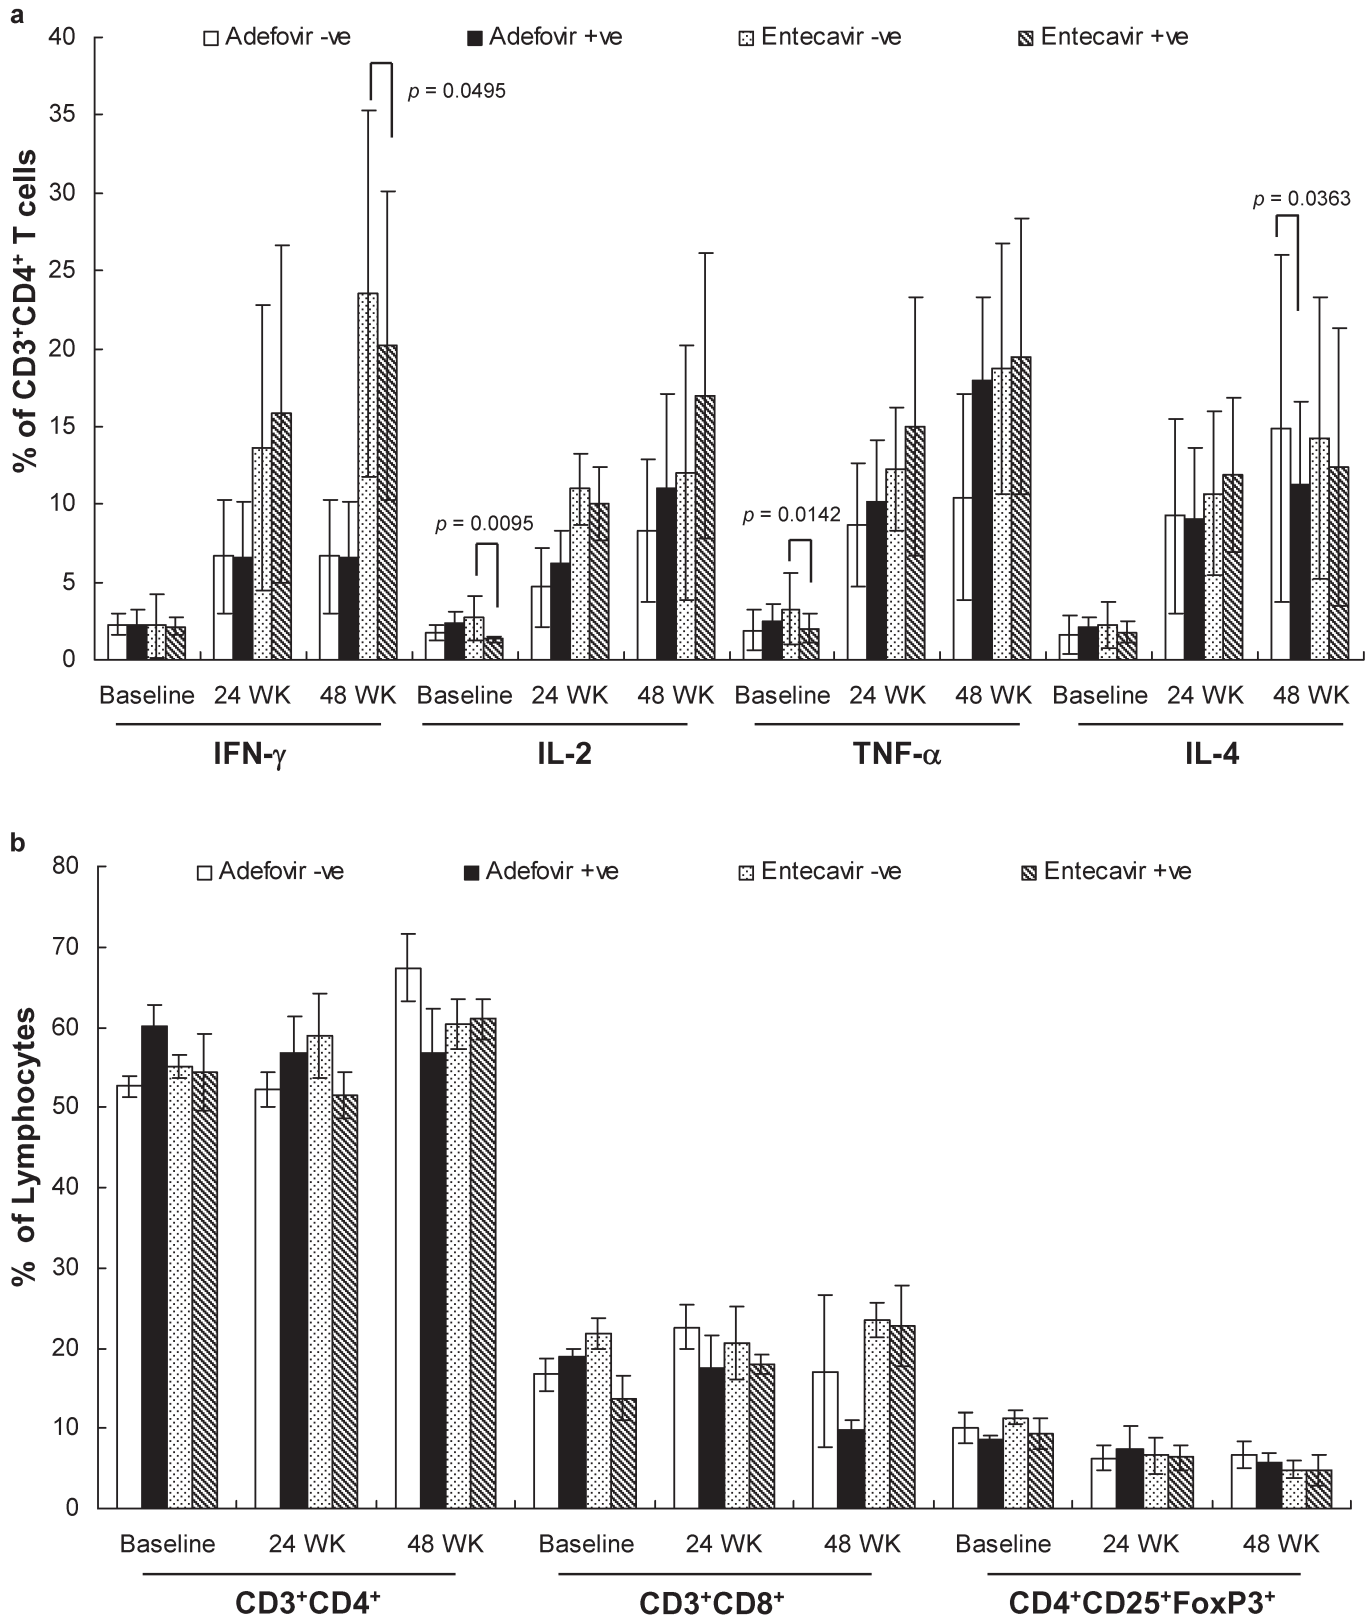 a
40
35
30
25
20
15
10
5
0
% of CD3⁺CD4⁺ T cells
Adefovir -ve Adefovir +ve Entecavir -ve Entecavir +ve
p = 0.0495
p = 0.0095
p = 0.0142
p = 0.0363
Baseline 24 WK 48 WK Baseline 24 WK 48 WK Baseline 24 WK 48 WK Baseline 24 WK 48 WK
IFN-γ IL-2 TNF-α IL-4
b
80
70
60
50
40
30
20
10
0
% of Lymphocytes
Adefovir -ve Adefovir +ve Entecavir -ve Entecavir +ve
Baseline 24 WK 48 WK Baseline 24 WK 48 WK Baseline 24 WK 48 WK
CD3⁺CD4⁺ CD3⁺CD8⁺ CD4⁺CD25⁺FoxP3⁺